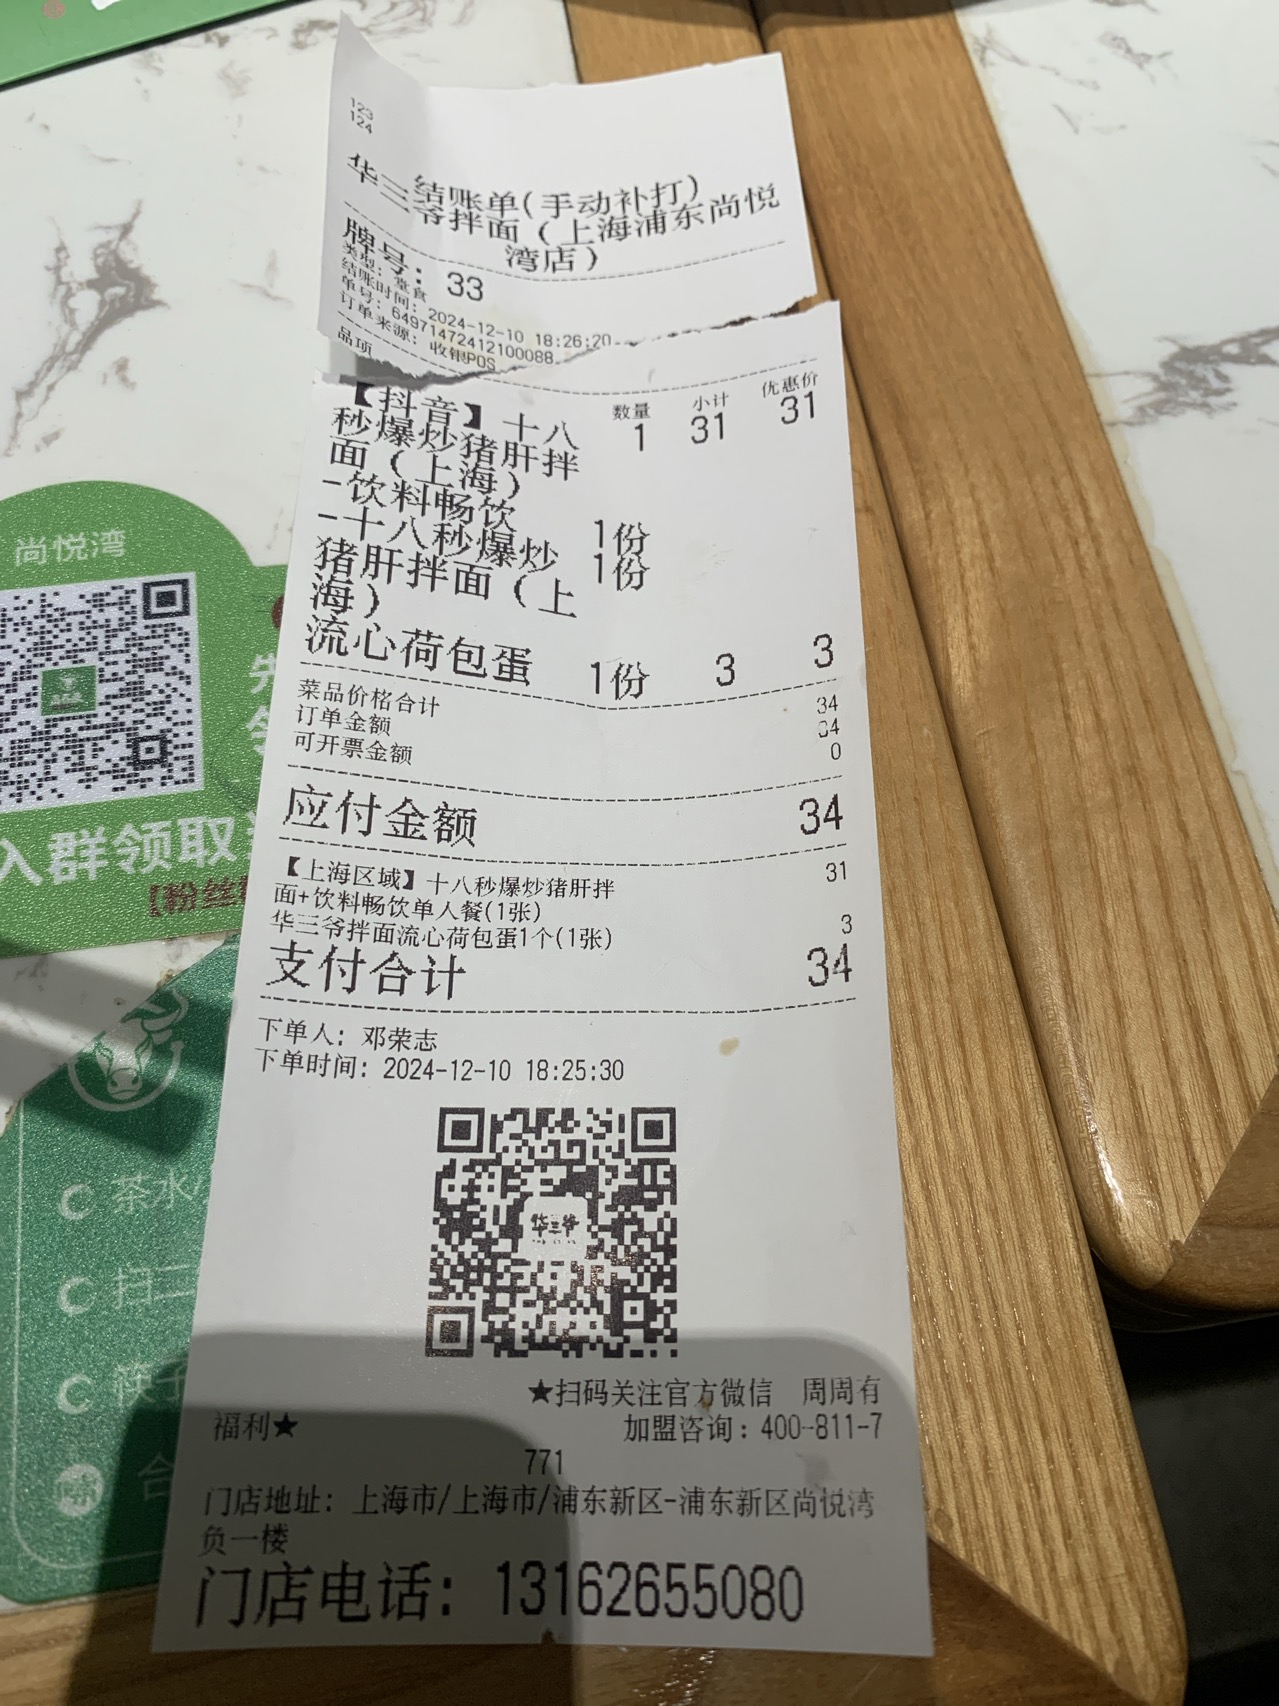 123
124
结账单(手动补打)
华三爷拌面（上海浦东尚悦
湾店）
牌号：33
类型：堂食
结账时间：2024-12-10 18:26:20
单号：64971472412100088
订单来源：收银POS
品项 数量 小计 优惠价
【抖音】十八 1 31 31
秒爆炒猪肝拌
面（上海）
-饮料畅饮 1份
-十八秒爆炒 1份
猪肝拌面（上
海）
流心荷包蛋 1份 3 3
菜品价格合计 34
订单金额 34
可开票金额 0
应付金额 34
【上海区域】十八秒爆炒猪肝拌 31
面+饮料畅饮单人餐(1张)
华三爷拌面流心荷包蛋1个(1张) 3
支付合计 34
下单人：邓荣志
下单时间：2024-12-10 18:25:30
华三爷
★扫码关注官方微信 周周有
福利★ 加盟咨询：400-811-7
771
门店地址：上海市/上海市/浦东新区-浦东新区尚悦湾
负一楼
门店电话：13162655080
尚悦湾
入群领取
【粉丝
茶水
扫二